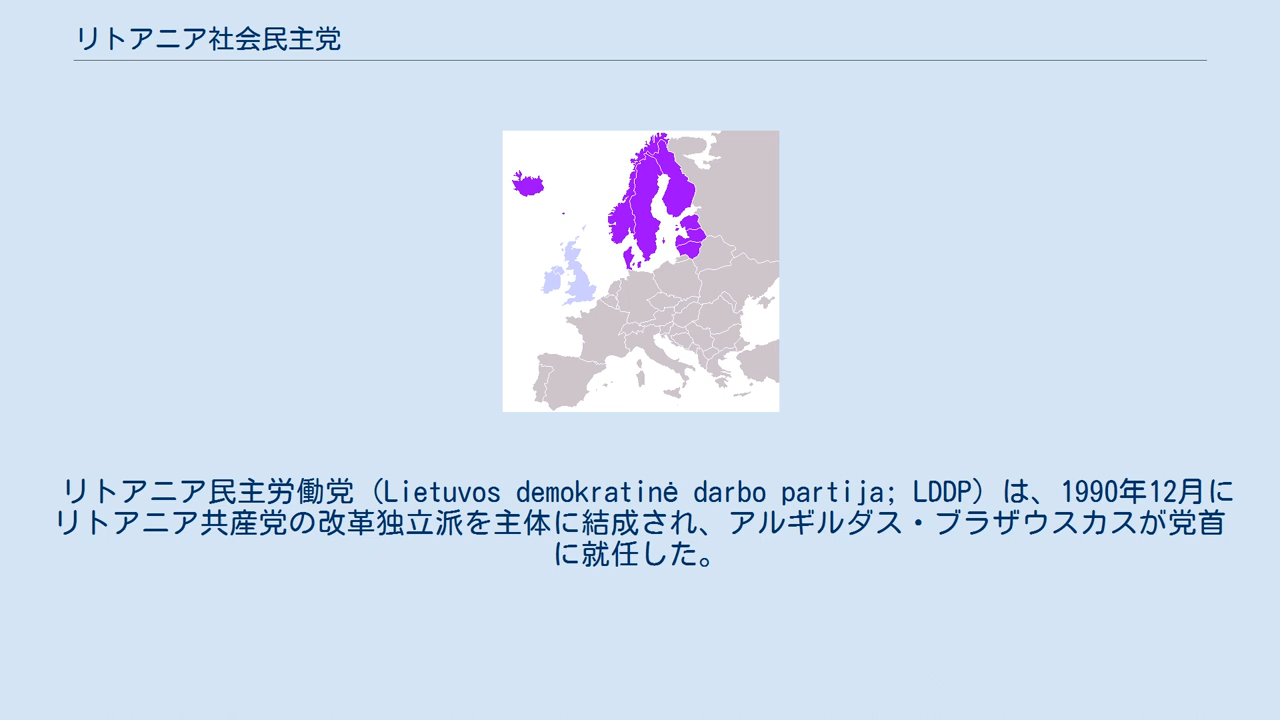 リトアニア社会民主党
リトアニア民主労働党（Lietuvos demokratinė darbo partija; LDDP）は、1990年12月に
リトアニア共産党の改革独立派を主体に結成され、アルギルダス・ブラザウスカスが党首
に就任した。